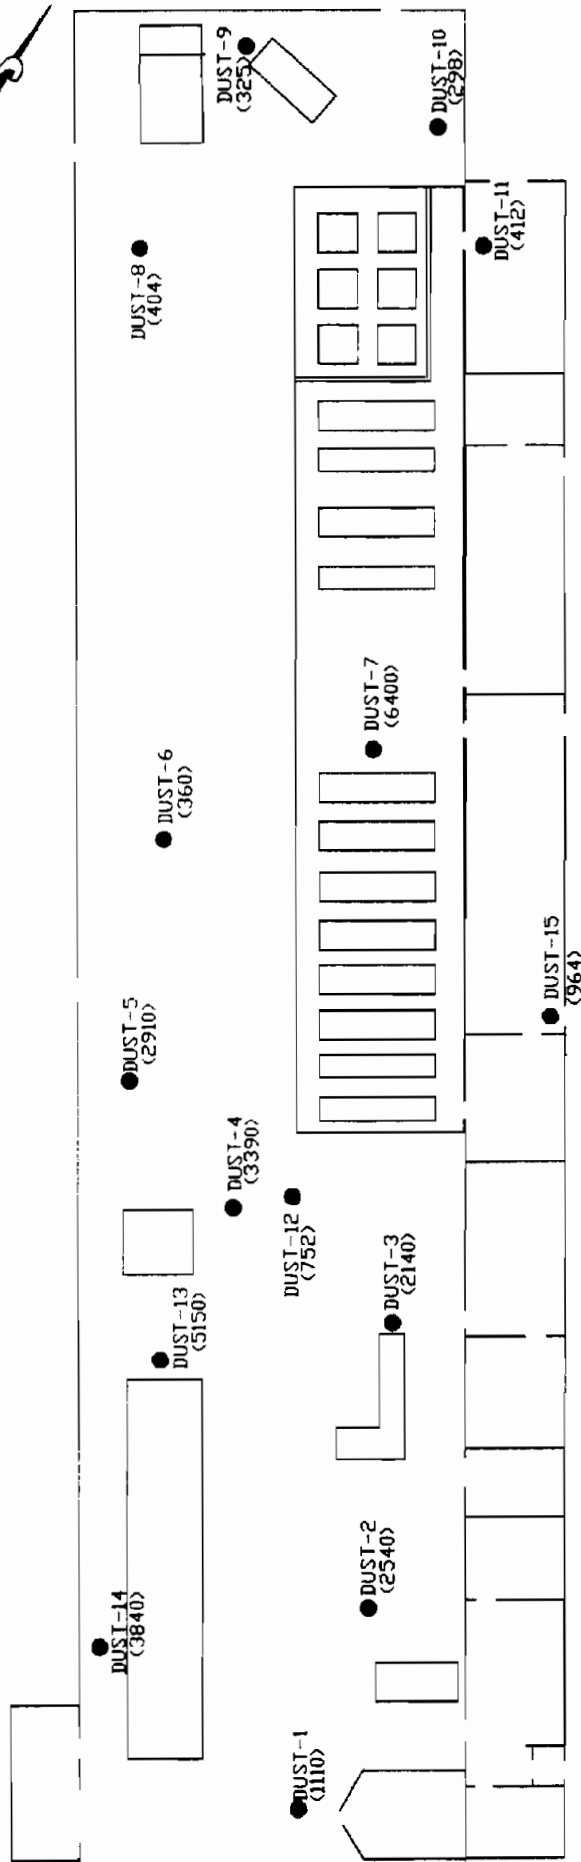 DUST-9
(325)
DUST-10
(298)
DUST-11
(412)
DUST-8
(404)
DUST-7
(6400)
DUST-6
(360)
DUST-15
(964)
DUST-5
(2910)
DUST-4
(3390)
DUST-12
(752)
DUST-3
(2140)
DUST-13
(5150)
DUST-2
(2540)
DUST-14
(3840)
DUST-1
(1110)